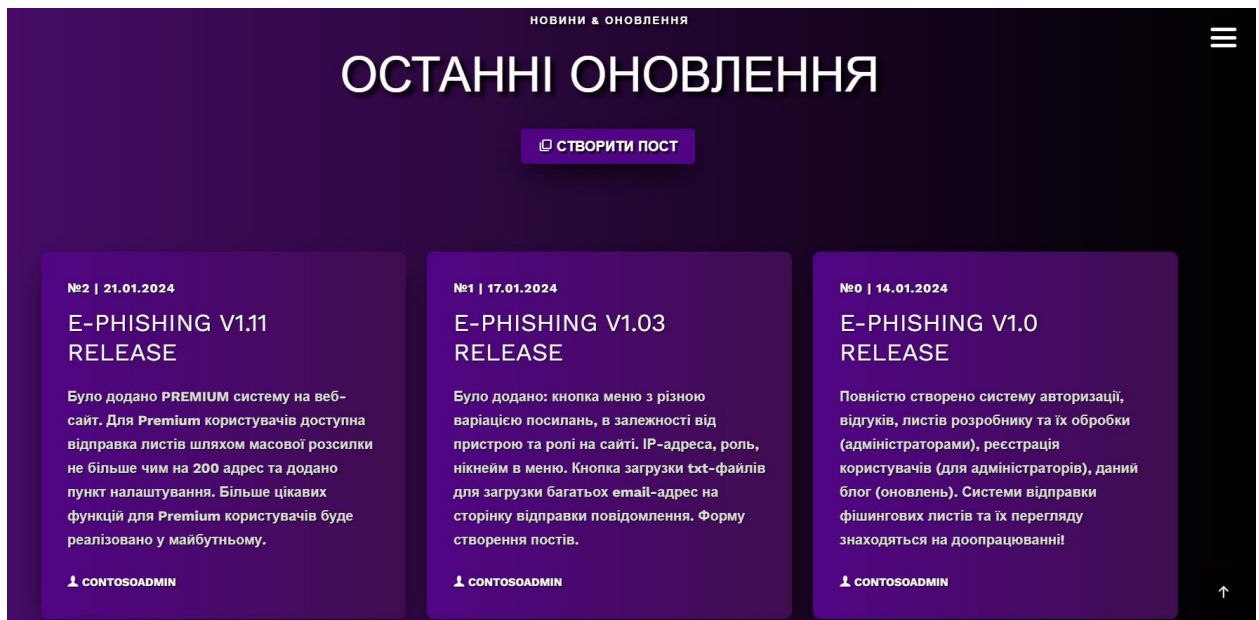 НОВИНИ & ОНОВЛЕННЯ
ОСТАННІ ОНОВЛЕННЯ
СТВОРИТИ ПОСТ
№2 | 21.01.2024
E-PHISHING V1.11
RELEASE
Було додано PREMIUM систему на веб-
сайт. Для Premium користувачів доступна
відправка листів шляхом масової розсилки
не більше чим на 200 адрес та додано
пункт налаштування. Більше цікавих
функцій для Premium користувачів буде
реалізовано у майбутньому.
CONTOSOADMIN
№1 | 17.01.2024
E-PHISHING V1.03
RELEASE
Було додано: кнопка меню з різною
варіацією посилань, в залежності від
пристрою та ролі на сайті. IP-адреса, роль,
нікнейм в меню. Кнопка загрузки txt-файлів
для загрузки багатьох email-адрес на
сторінку відправки повідомлення. Форму
створення постів.
CONTOSOADMIN
№0 | 14.01.2024
E-PHISHING V1.0
RELEASE
Повністю створено систему авторизації,
відгуків, листів розробнику та їх обробки
(адміністраторами), реєстрація
користувачів (для адміністраторів), даний
блог (оновлень). Системи відправки
фішингових листів та їх перегляду
знаходяться на доопрацюванні!
CONTOSOADMIN